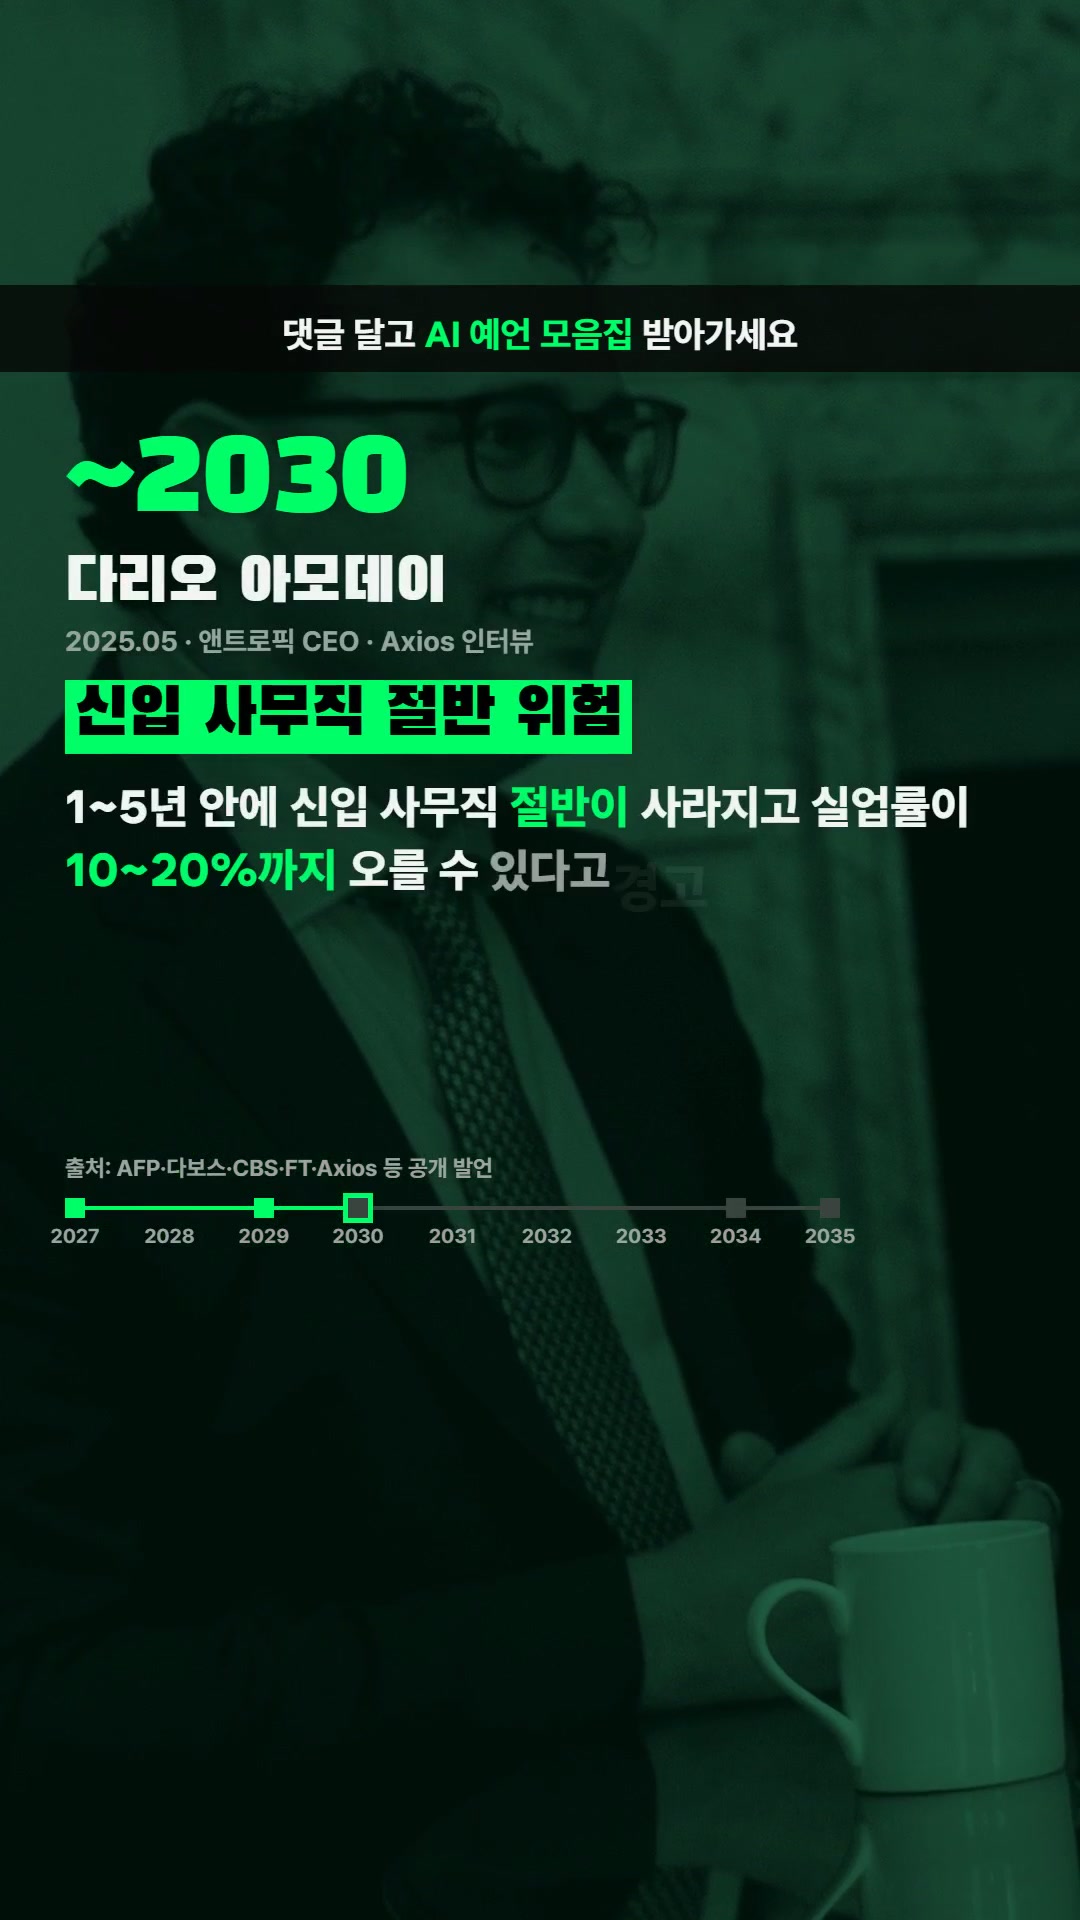 댓글 달고 AI 예언 모음집 받아가세요
~2030
다리오 아모데이
2025.05 · 앤트로픽 CEO · Axios 인터뷰
신입 사무직 절반 위험
1~5년 안에 신입 사무직 절반이 사라지고 실업률이
10~20%까지 오를 수 있다고 경고
출처: AFP·다보스·CBS·FT·Axios 등 공개 발언
2027 2028 2029 2030 2031 2032 2033 2034 2035